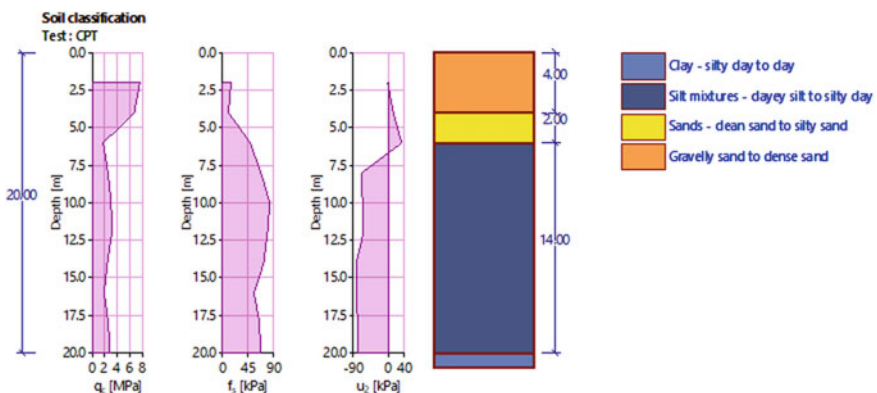 Soil classification
Test : CPT
0.0
2.5
5.0
7.5
10.0
12.5
15.0
17.5
20.0
Depth [m]
20.00
0 2 4 6 8
qc [MPa]
0.0
2.5
5.0
7.5
10.0
12.5
15.0
17.5
20.0
Depth [m]
0 45 90
fs [kPa]
0.0
2.5
5.0
7.5
10.0
12.5
15.0
17.5
20.0
Depth [m]
-90 0 40
u2 [kPa]
4.00
2.00
14.00
Clay - silty clay to clay
Silt mixtures - clayey silt to silty clay
Sands - clean sand to silty sand
Gravelly sand to dense sand